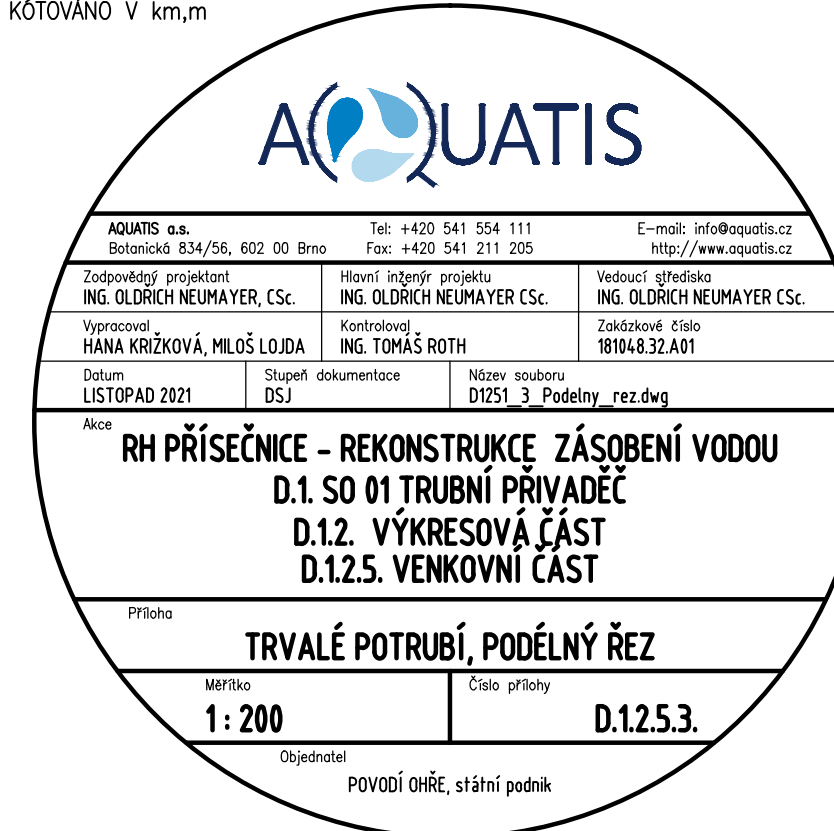 KÓTOVÁNO V km,m
AQUATIS
AQUATIS a.s. Tel: +420 541 554 111 E-mail: info@aquatis.cz
Botanická 834/56, 602 00 Brno Fax: +420 541 211 205 http://www.aquatis.cz
Zodpovědný projektant Hlavní inženýr projektu Vedoucí střediska
ING. OLDŘICH NEUMAYER, CSc. ING. OLDŘICH NEUMAYER CSc. ING. OLDŘICH NEUMAYER CSc.
Vypracoval Kontroloval Zakázkové číslo
HANA KRIŽKOVÁ, MILOŠ LOJDA ING. TOMÁŠ ROTH 181048.32.A01
Datum Stupeň dokumentace Název souboru
LISTOPAD 2021 DSJ D1251_3_Podelny_rez.dwg
Akce
RH PŘÍSEČNICE - REKONSTRUKCE ZÁSOBENÍ VODOU
D.1. SO 01 TRUBNÍ PŘIVADĚČ
D.1.2. VÝKRESOVÁ ČÁST
D.1.2.5. VENKOVNÍ ČÁST
Příloha
TRVALÉ POTRUBÍ, PODÉLNÝ ŘEZ
Měřítko Číslo přílohy
1 : 200 D.1.2.5.3.
Objednatel
POVODÍ OHŘE, státní podnik